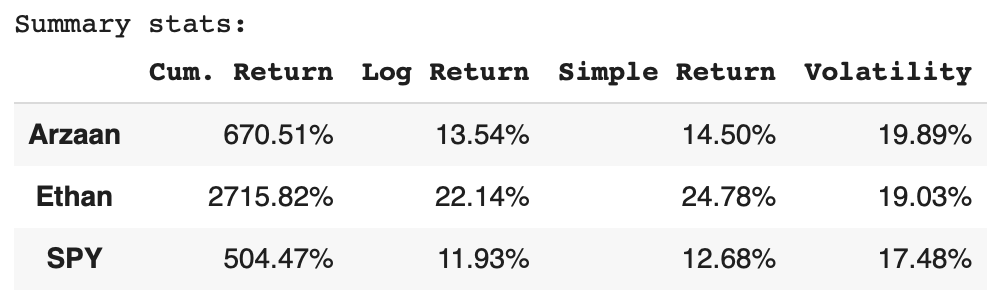 Summary stats:
Cum. Return Log Return Simple Return Volatility
Arzaan 670.51% 13.54% 14.50% 19.89%
Ethan 2715.82% 22.14% 24.78% 19.03%
SPY 504.47% 11.93% 12.68% 17.48%